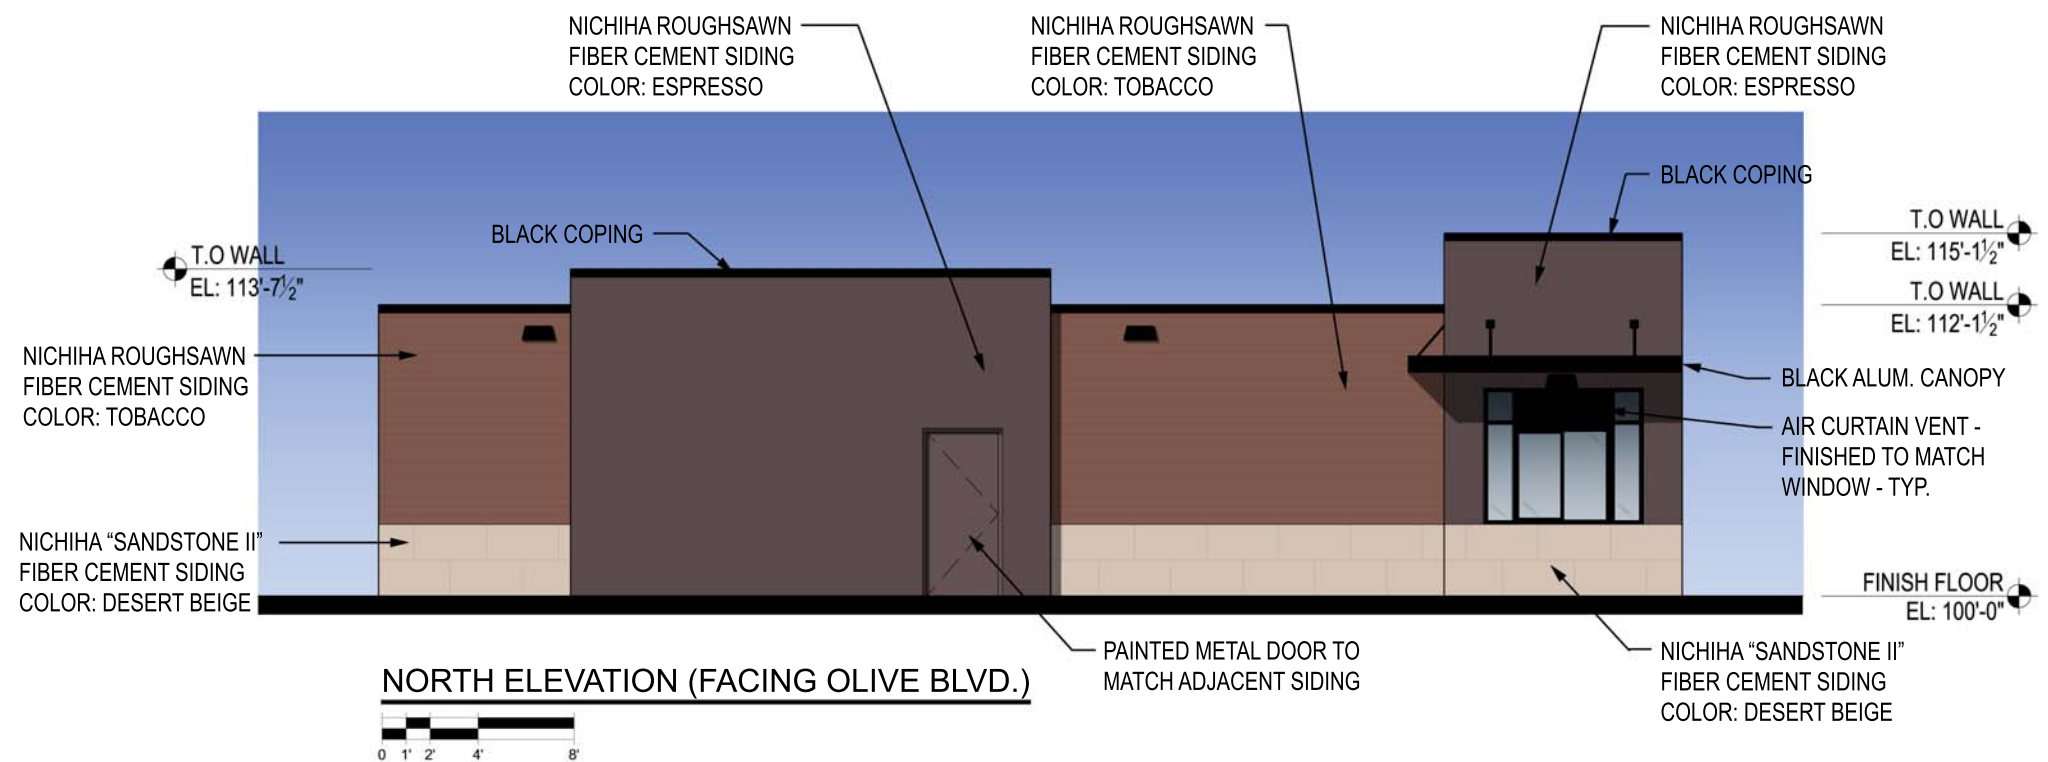 NICHIHA ROUGHSAWN
FIBER CEMENT SIDING
COLOR: ESPRESSO
NICHIHA ROUGHSAWN
FIBER CEMENT SIDING
COLOR: TOBACCO
NICHIHA ROUGHSAWN
FIBER CEMENT SIDING
COLOR: ESPRESSO
BLACK COPING
BLACK COPING
T.O WALL
EL: 113'-7½"
T.O WALL
EL: 115'-1½"
T.O WALL
EL: 112'-1½"
NICHIHA ROUGHSAWN
FIBER CEMENT SIDING
COLOR: TOBACCO
BLACK ALUM. CANOPY
AIR CURTAIN VENT -
FINISHED TO MATCH
WINDOW - TYP.
NICHIHA “SANDSTONE II”
FIBER CEMENT SIDING
COLOR: DESERT BEIGE
FINISH FLOOR
EL: 100'-0"
PAINTED METAL DOOR TO
MATCH ADJACENT SIDING
NICHIHA “SANDSTONE II”
FIBER CEMENT SIDING
COLOR: DESERT BEIGE
NORTH ELEVATION (FACING OLIVE BLVD.)
0 1' 2' 4' 8'